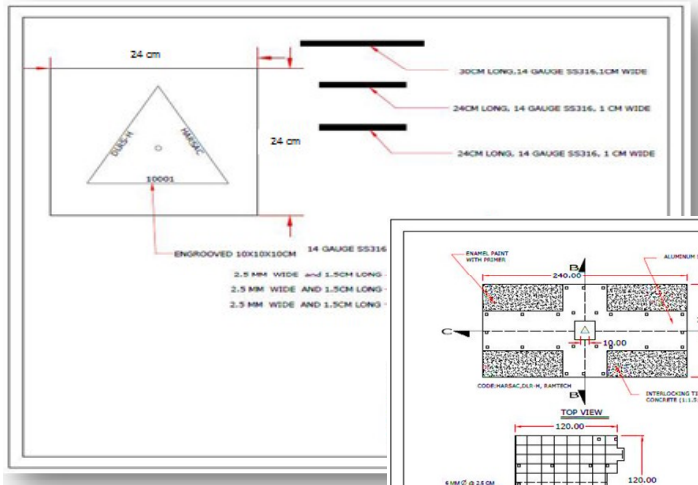 24 cm
30CM LONG,14 GAUGE SS316,1CM WIDE
24CM LONG, 14 GAUGE SS316, 1 CM WIDE
24 cm
24CM LONG, 14 GAUGE SS316, 1 CM WIDE
DLRS-H
HARSAC
10001
ENGROOVED 10X10X10CM
14 GAUGE SS316
2.5 MM WIDE and 1.5CM LONG
2.5 MM WIDE AND 1.5CM LONG
2.5 MM WIDE AND 1.5CM LONG
ENAMEL PAINT
WITH PRIMER
ALUMINUM
B
240.00
C
10.00
CODE:HARSAC,DLR-H, RAMTECH
B
INTERLOCKING TI
CONCRETE (1:1.5
TOP VIEW
120.00
120.00